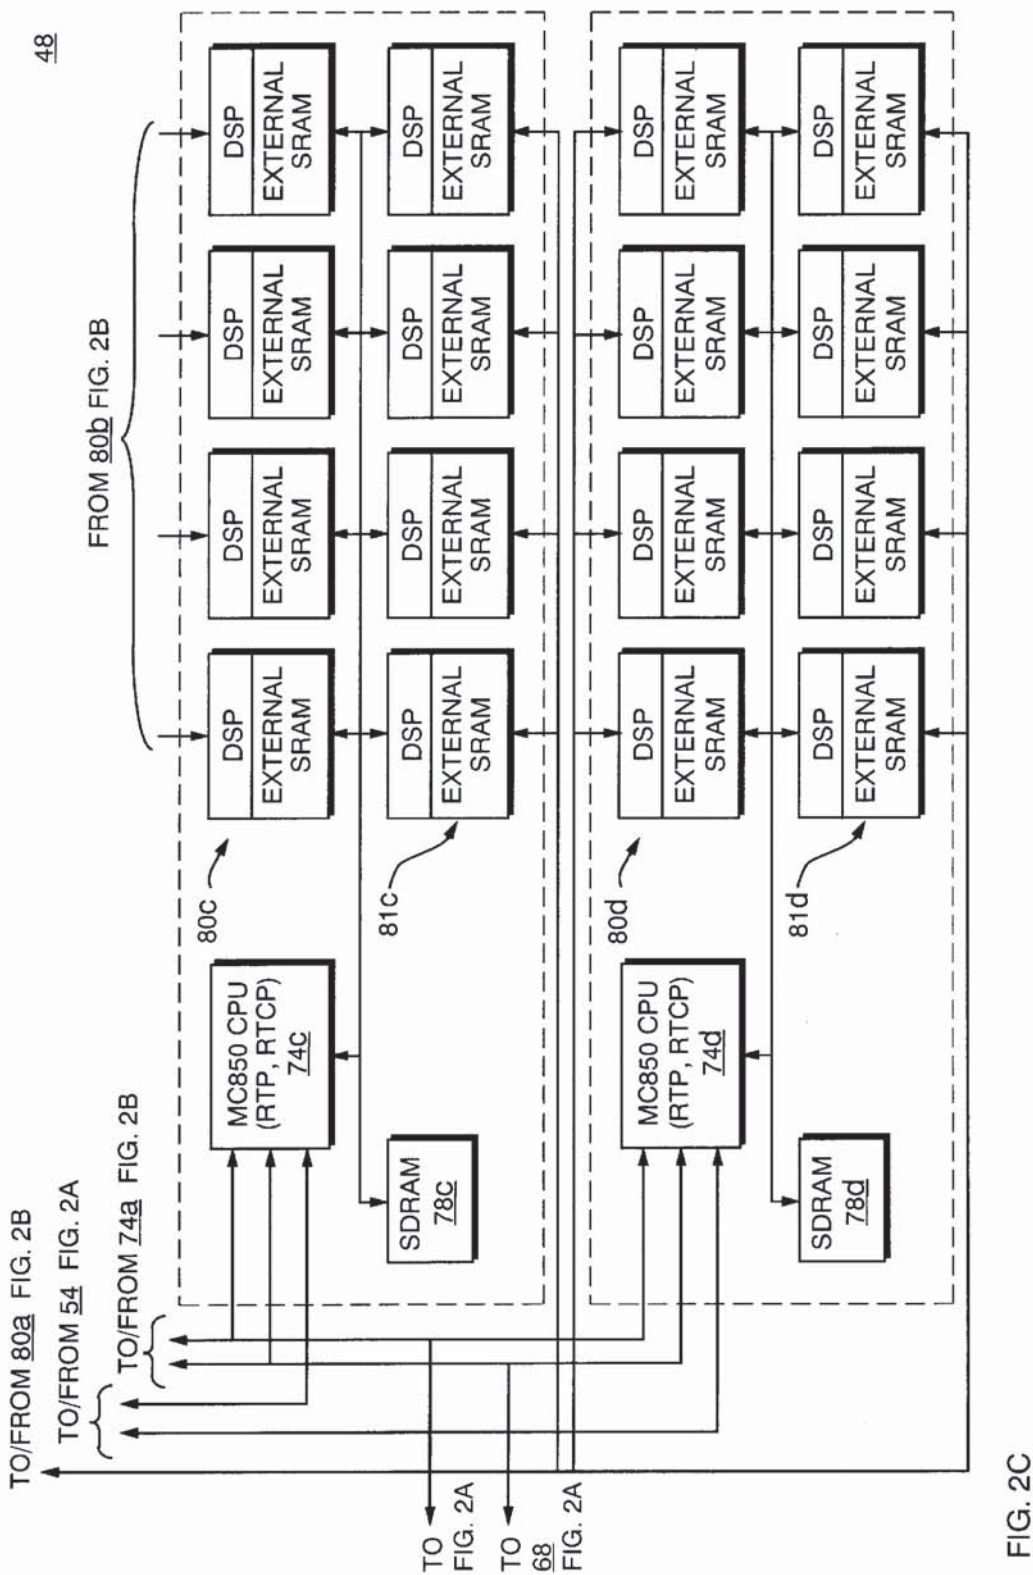 48
TO/FROM 80a FIG. 2B
TO/FROM 54 FIG. 2A
TO/FROM 74a FIG. 2B
FROM 80b FIG. 2B
MC850 CPU
(RTP, RTCP)
74c
80c
DSP
EXTERNAL
SRAM
DSP
EXTERNAL
SRAM
DSP
EXTERNAL
SRAM
DSP
EXTERNAL
SRAM
SDRAM
78c
81c
DSP
EXTERNAL
SRAM
DSP
EXTERNAL
SRAM
DSP
EXTERNAL
SRAM
DSP
EXTERNAL
SRAM
TO
FIG. 2A
TO
68
FIG. 2A
MC850 CPU
(RTP, RTCP)
74d
80d
DSP
EXTERNAL
SRAM
DSP
EXTERNAL
SRAM
DSP
EXTERNAL
SRAM
DSP
EXTERNAL
SRAM
SDRAM
78d
81d
DSP
EXTERNAL
SRAM
DSP
EXTERNAL
SRAM
DSP
EXTERNAL
SRAM
DSP
EXTERNAL
SRAM
FIG. 2C